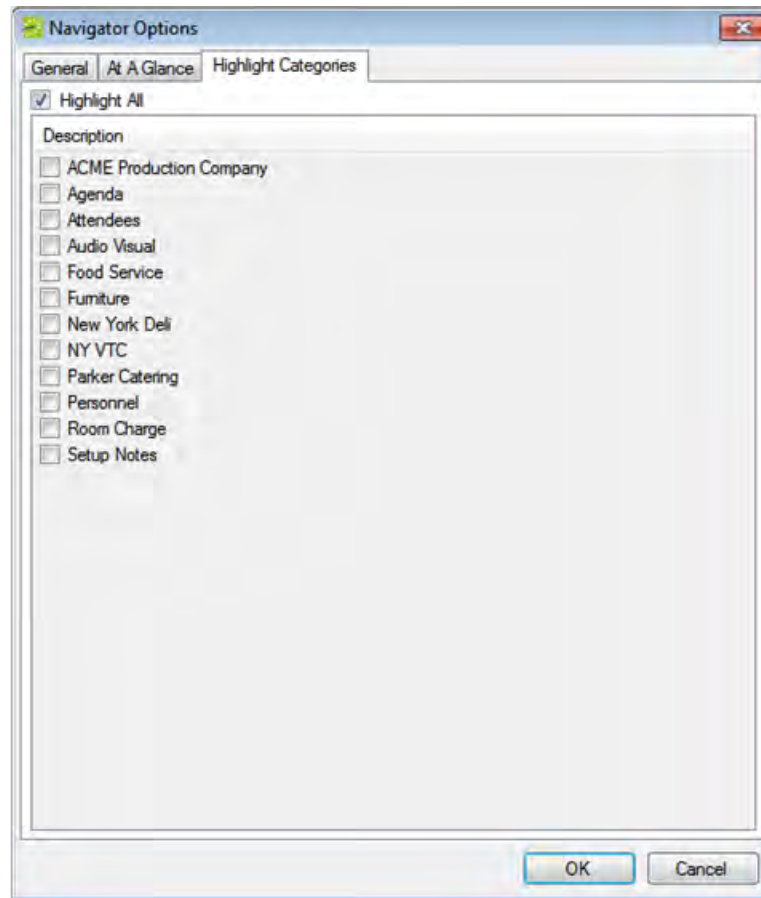 Navigator Options
General At A Glance Highlight Categories
Highlight All
Description
ACME Production Company
Agenda
Attendees
Audio Visual
Food Service
Furniture
New York Deli
NY VTC
Parker Catering
Personnel
Room Charge
Setup Notes
OK Cancel